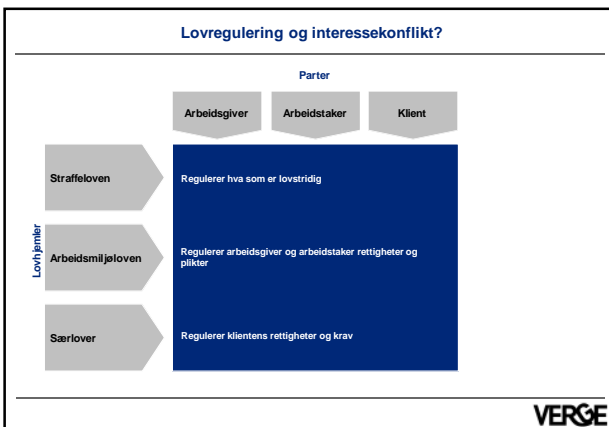 Lovregulering og interessekonflikt?
Parter
Arbeidsgiver
Arbeidstaker
Klient
Lovhjemler
Straffeloven
Regulerer hva som er lovstridig
Arbeidsmiljøloven
Regulerer arbeidsgiver og arbeidstaker rettigheter og
plikter
Særlover
Regulerer klientens rettigheter og krav
VERGE